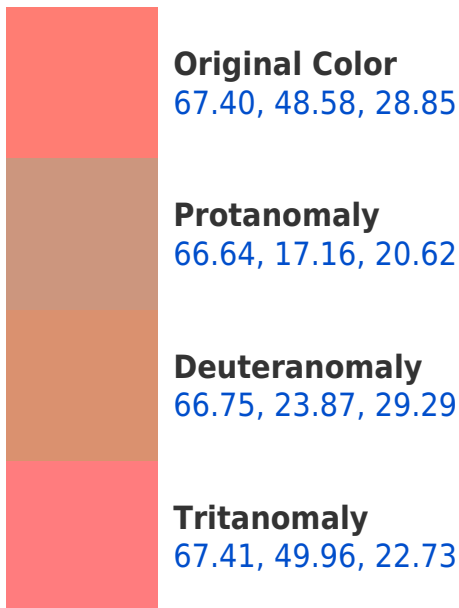 Original Color
67.40, 48.58, 28.85
Protanomaly
66.64, 17.16, 20.62
Deuteranomaly
66.75, 23.87, 29.29
Tritanomaly
67.41, 49.96, 22.73